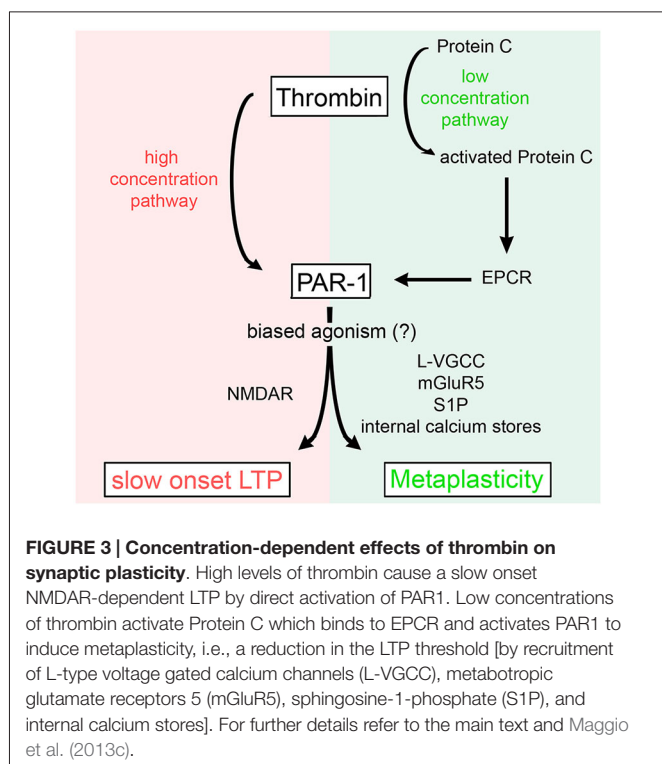 Protein C
low
concentration
pathway
Thrombin
activated Protein C
high
concentration
pathway
EPCR
PAR-1
biased agonism (?)
L-VGCC
mGluR5
S1P
internal calcium stores
NMDAR
slow onset LTP
Metaplasticity
FIGURE 3 | Concentration-dependent effects of thrombin on
synaptic plasticity. High levels of thrombin cause a slow onset
NMDAR-dependent LTP by direct activation of PAR1. Low concentrations
of thrombin activate Protein C which binds to EPCR and activates PAR1 to
induce metaplasticity, i.e., a reduction in the LTP threshold [by recruitment
of L-type voltage gated calcium channels (L-VGCC), metabotropic
glutamate receptors 5 (mGluR5), sphingosine-1-phosphate (S1P), and
internal calcium stores]. For further details refer to the main text and Maggio
et al. (2013c).